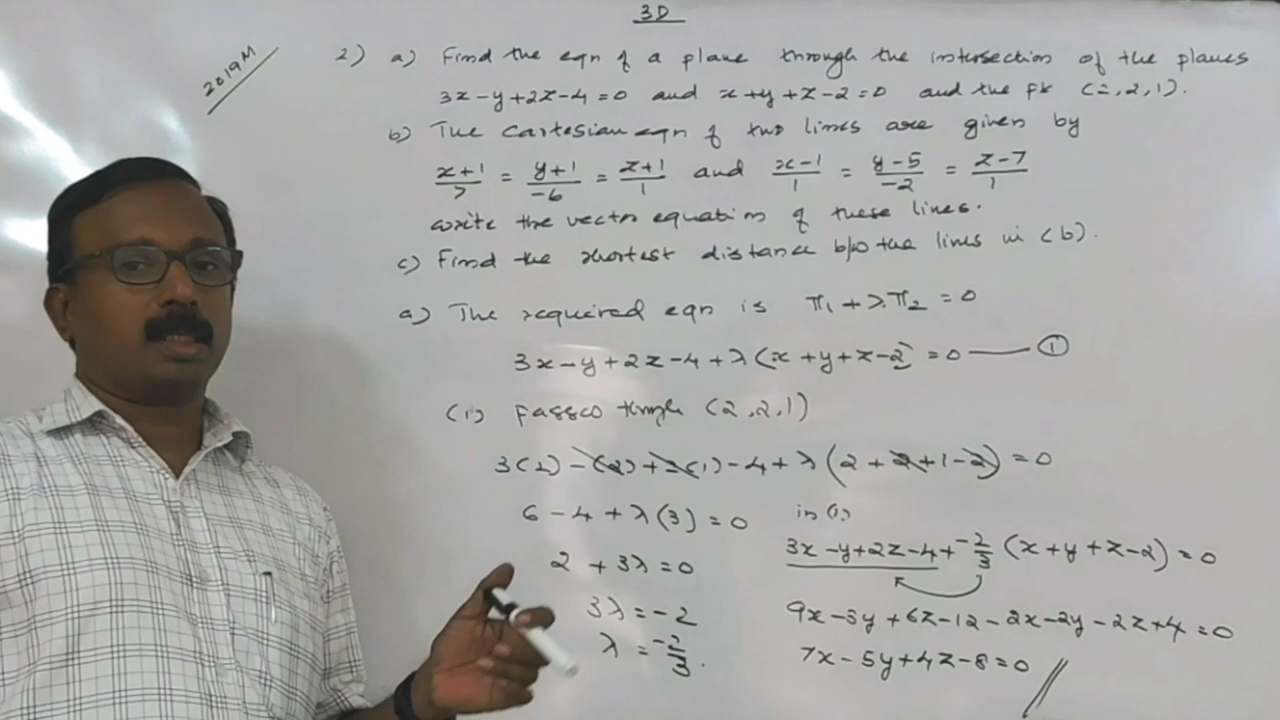 3D
2019M
2) a) Find the eqn of a plane through the intersection of the planes
3x-y+2z-4=0 and x+y+z-2=0 and the pt (2,2,1).
b) The Cartesian eqn of two lines are given by
x+1/7 = y+1/-6 = z+1/1 and x-1/1 = y-5/-2 = z-7/1
write the vector equation of these lines.
c) Find the shortest distance b/w the lines in (b).
a) The required eqn is π₁ + λπ₂ = 0
3x-y+2z-4+λ(x+y+z-2) = 0 — ①
(1) passes through (2,2,1)
3(2) -(2)+2(1)-4+λ(2+2+1-2) = 0
6-4+λ(3) = 0
2 + 3λ = 0
3λ = -2
λ = -2/3.
in (1)
3x-y+2z-4+ -2/3 (x+y+z-2) = 0
9x-3y+6z-12-2x-2y-2z+4=0
7x-5y+4z-8=0